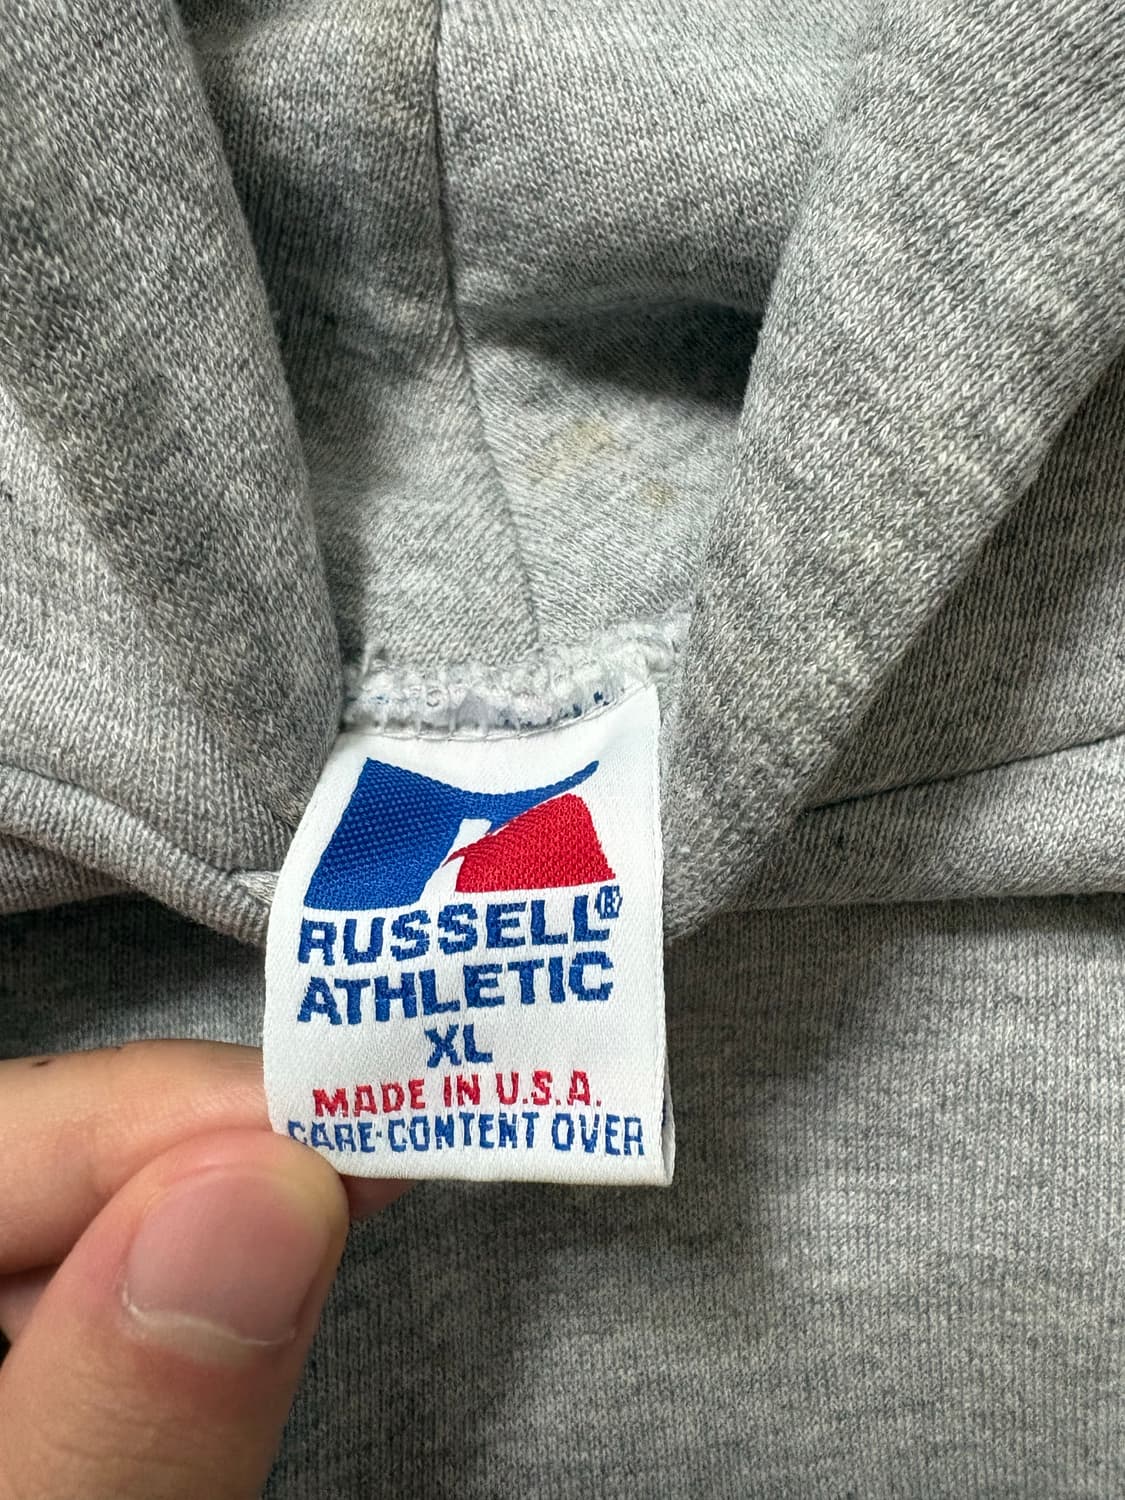 RUSSELL®
ATHLETIC
XL
MADE IN U.S.A.
CARE-CONTENT OVER